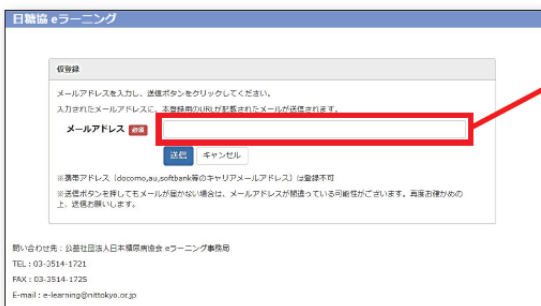 日糖協 eラーニング
仮登録
メールアドレスを入力し、送信ボタンをクリックしてください。
入力されたメールアドレスに、本登録用のURLが記載されたメールが送信されます。
メールアドレス 必須
送信 キャンセル
※携帯アドレス（docomo,au,softbank等のキャリアメールアドレス）は登録不可
※送信ボタンを押してもメールが届かない場合は、メールアドレスが間違っている可能性がございます。再度お確かめの
上、送信お願いします。
問い合わせ先：公益社団法人日本糖尿病協会 eラーニング事務局
TEL：03-3514-1721
FAX：03-3514-1725
E-mail：e-learning@nittokyo.or.jp